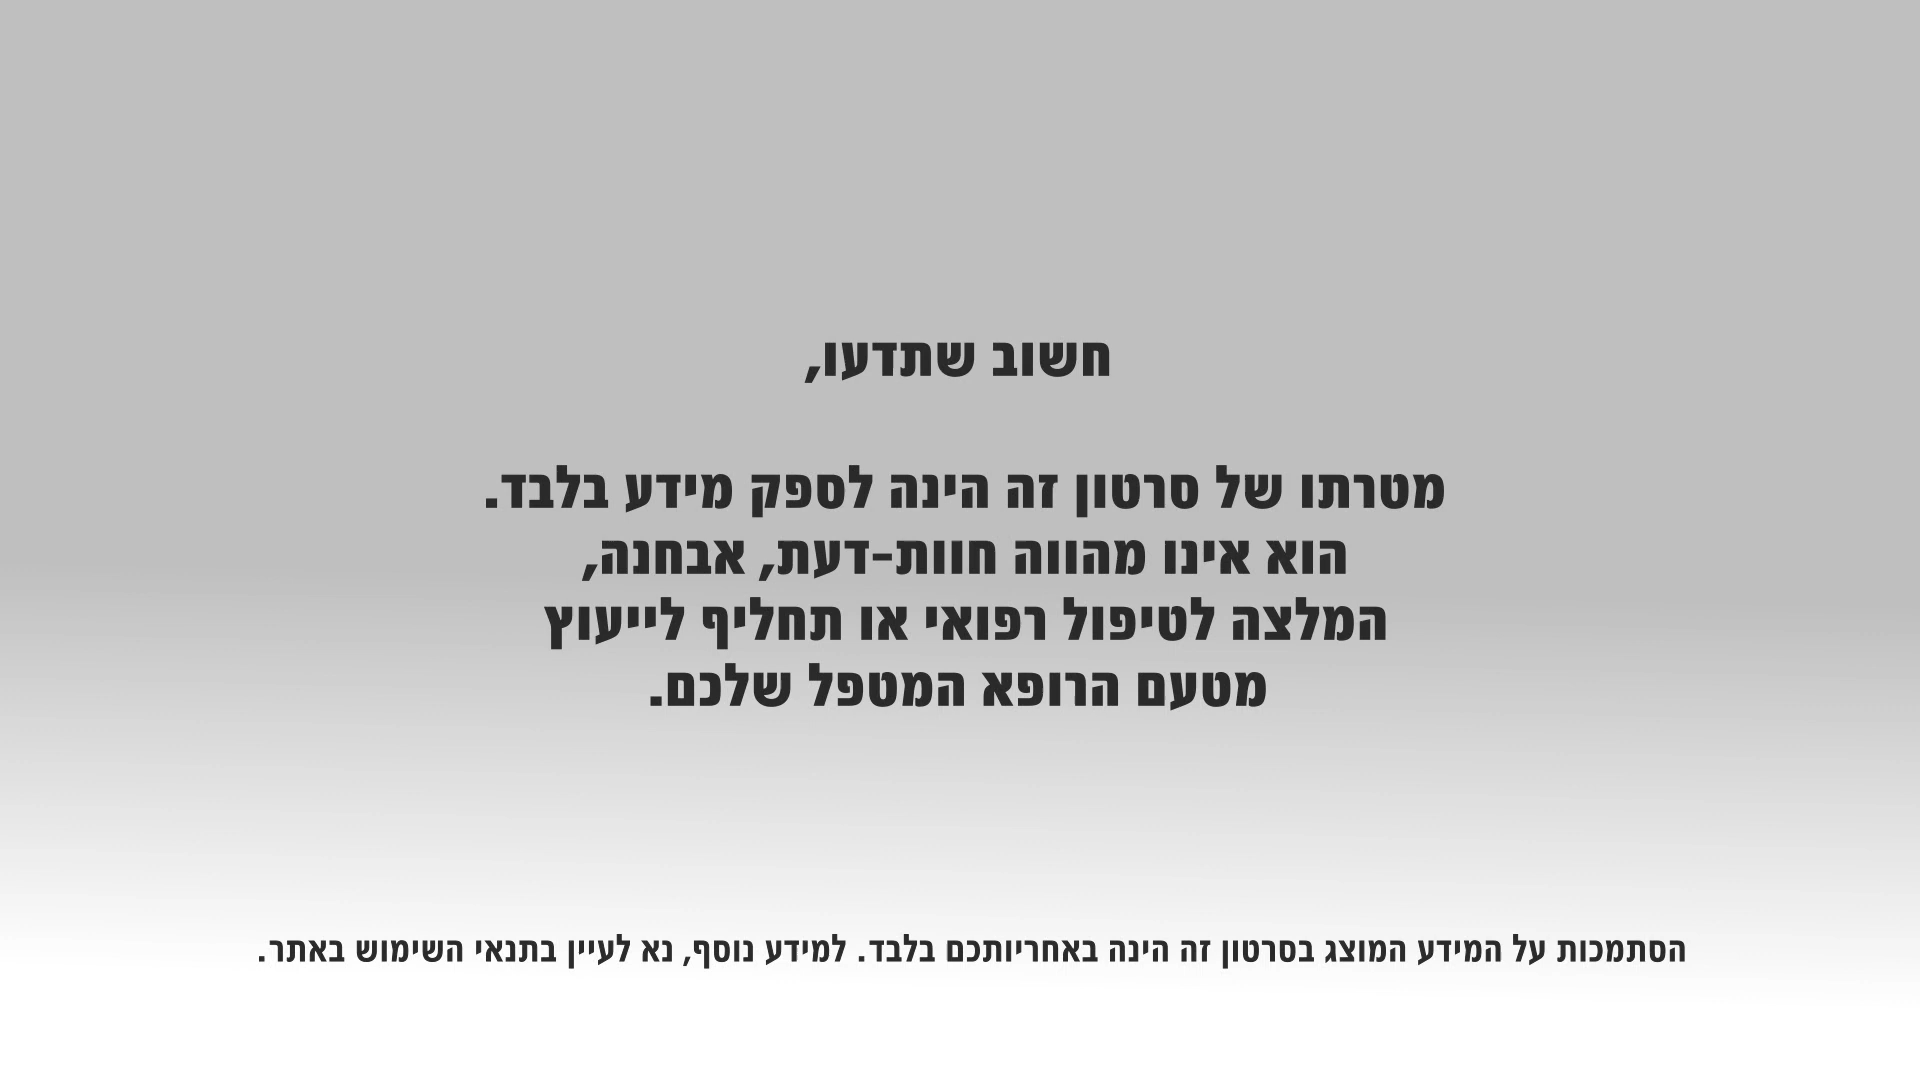 חשוב שתדעו,
מטרתו של סרטון זה הינה לספק מידע בלבד.
הוא אינו מהווה חוות-דעת, אבחנה,
המלצה לטיפול רפואי או תחליף לייעוץ
מטעם הרופא המטפל שלכם.
הסתמכות על המידע המוצג בסרטון זה הינה באחריותכם בלבד. למידע נוסף, נא לעיין בתנאי השימוש באתר.